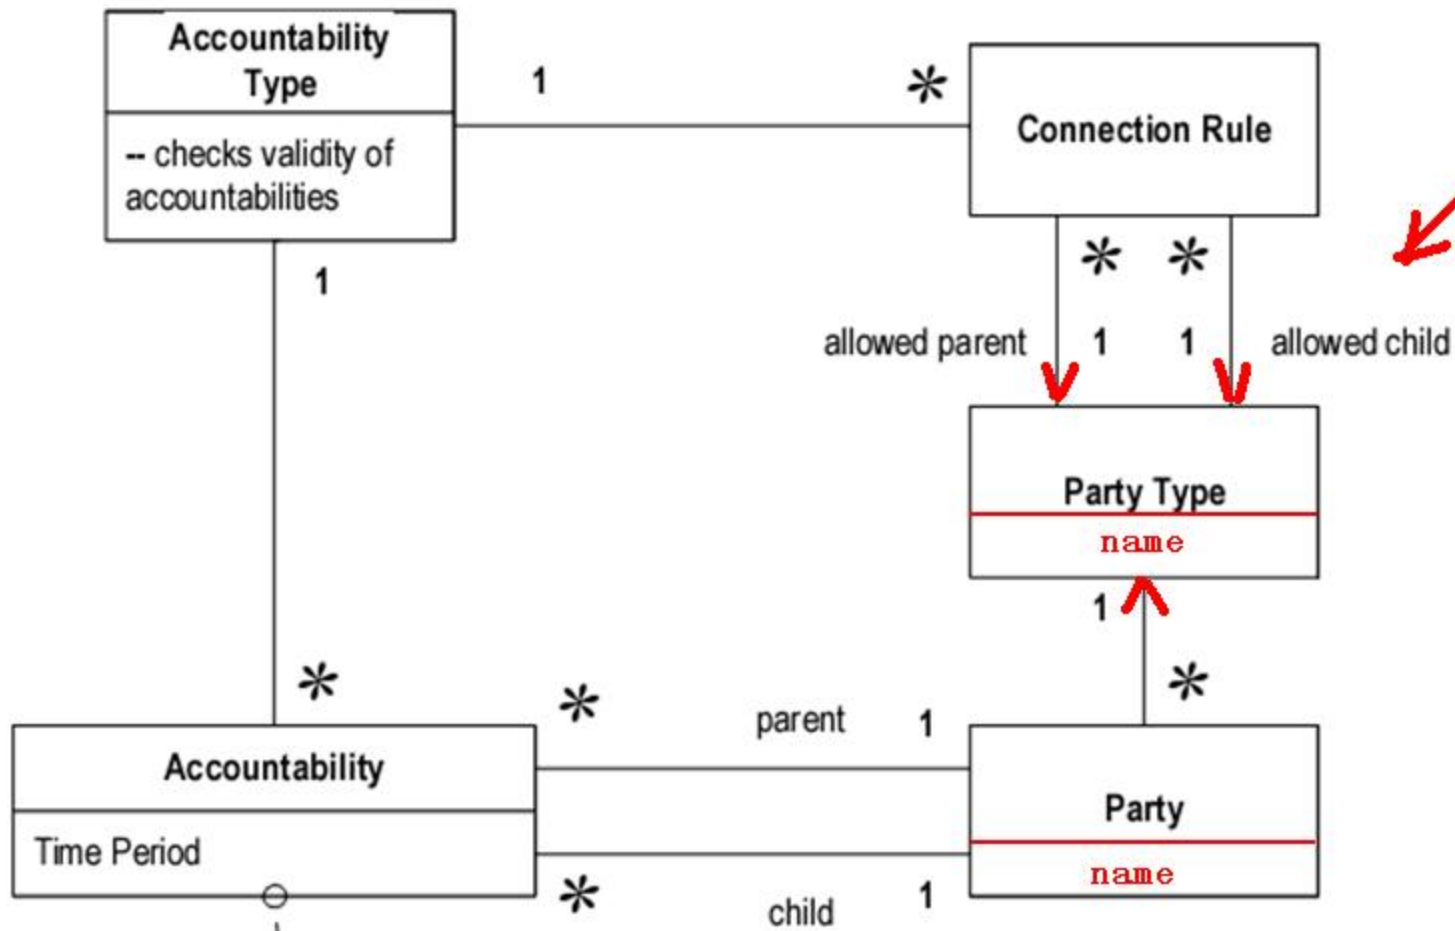 Accountability
Type
1
*
Connection Rule
-- checks validity of
accountabilities
1
*
*
allowed parent
1
1
allowed child
Party Type
name
1
*
*
*
parent
1
Accountability
Party
Time Period
name
*
child
1